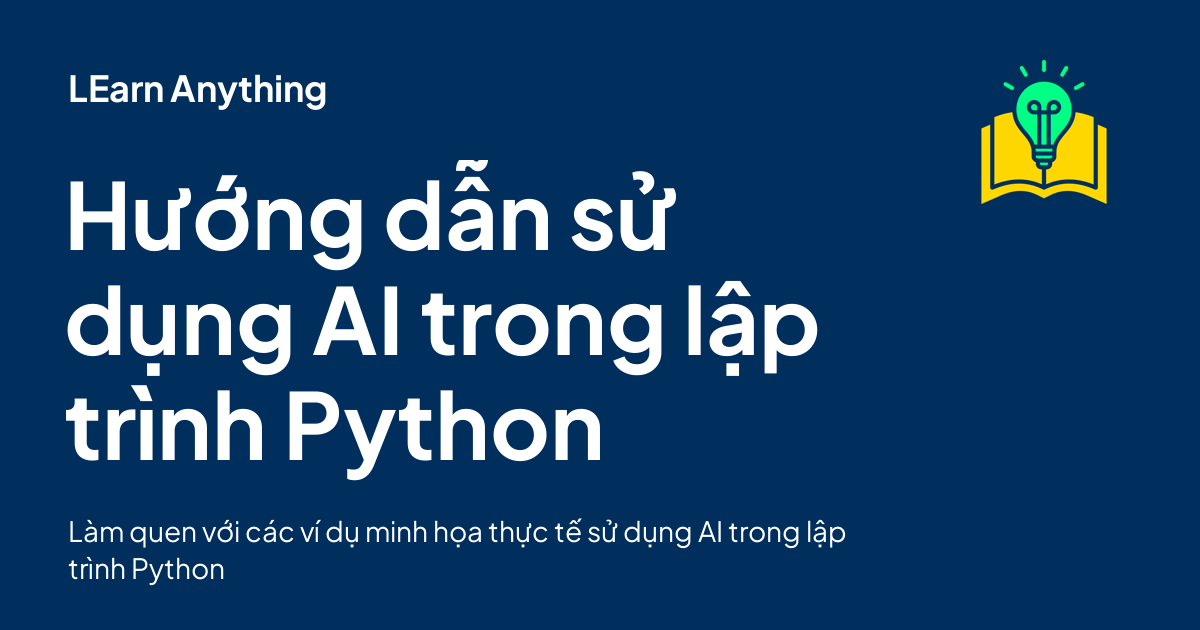 LEarn Anything
Hướng dẫn sử
dụng AI trong lập
trình Python
Làm quen với các ví dụ minh họa thực tế sử dụng AI trong lập
trình Python